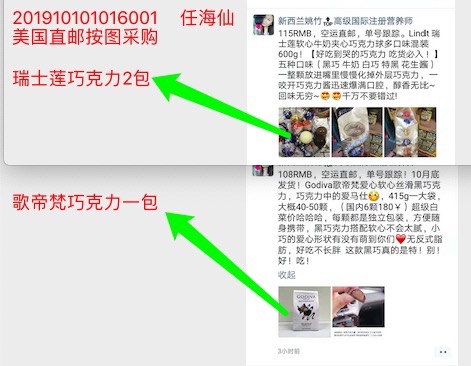 201910101016001 任海仙
美国直邮按图采购
瑞士莲巧克力2包
新西兰姚竹高级国际注册营养师
115RMB，空运直邮，单号跟踪。Lindt 瑞
士莲软心牛奶夹心巧克力球多口味混装
600g！【好吃到哭的巧克力 吃货必入！】
五种口味（黑巧 牛奶 白巧 特黑 花生酱）
一整颗放进嘴里慢慢化掉外层巧克力，一
咬开巧克力酱迅速爆满口腔，醇香无比~
回味无穷~😍😍千万不要错过!
歌帝梵巧克力一包
108RMB，空运直邮，单号跟踪！10月底
发货！Godiva歌帝梵爱心软心丝滑黑巧克
力，巧克力中的爱马仕😋，415g一大袋，
大概40-50颗，（国内6颗180￥）超级白
菜价哈哈哈，每颗都是独立包装，方便随
身携带，黑巧克力搭配软心不会太腻，小
巧的爱心形状有没有萌到你们❤️无反式脂
肪，好吃不长胖 这款黑巧真的是特！别！
好！吃！
收起
GODIVA
3小时前